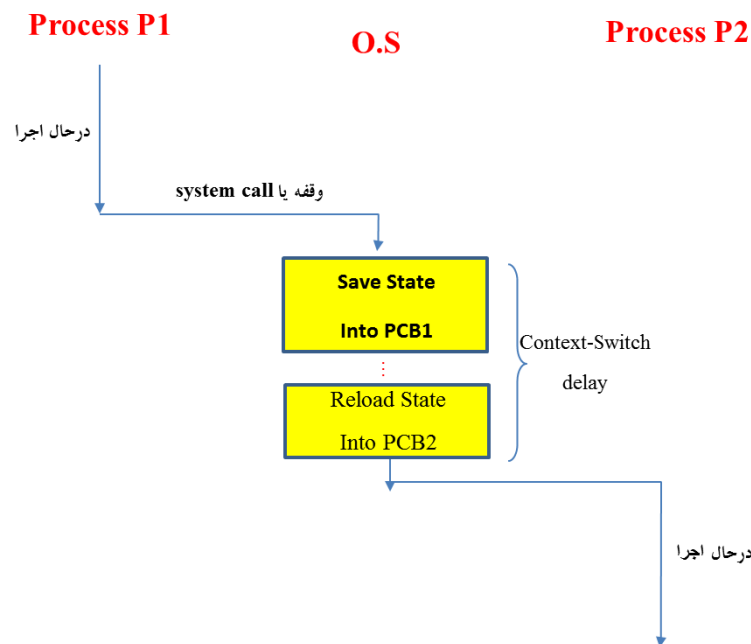 Process P1
O.S
Process P2
درحال اجرا
وقفه یا system call
Save State
Into PCB1
Context-Switch
delay
Reload State
Into PCB2
درحال اجرا